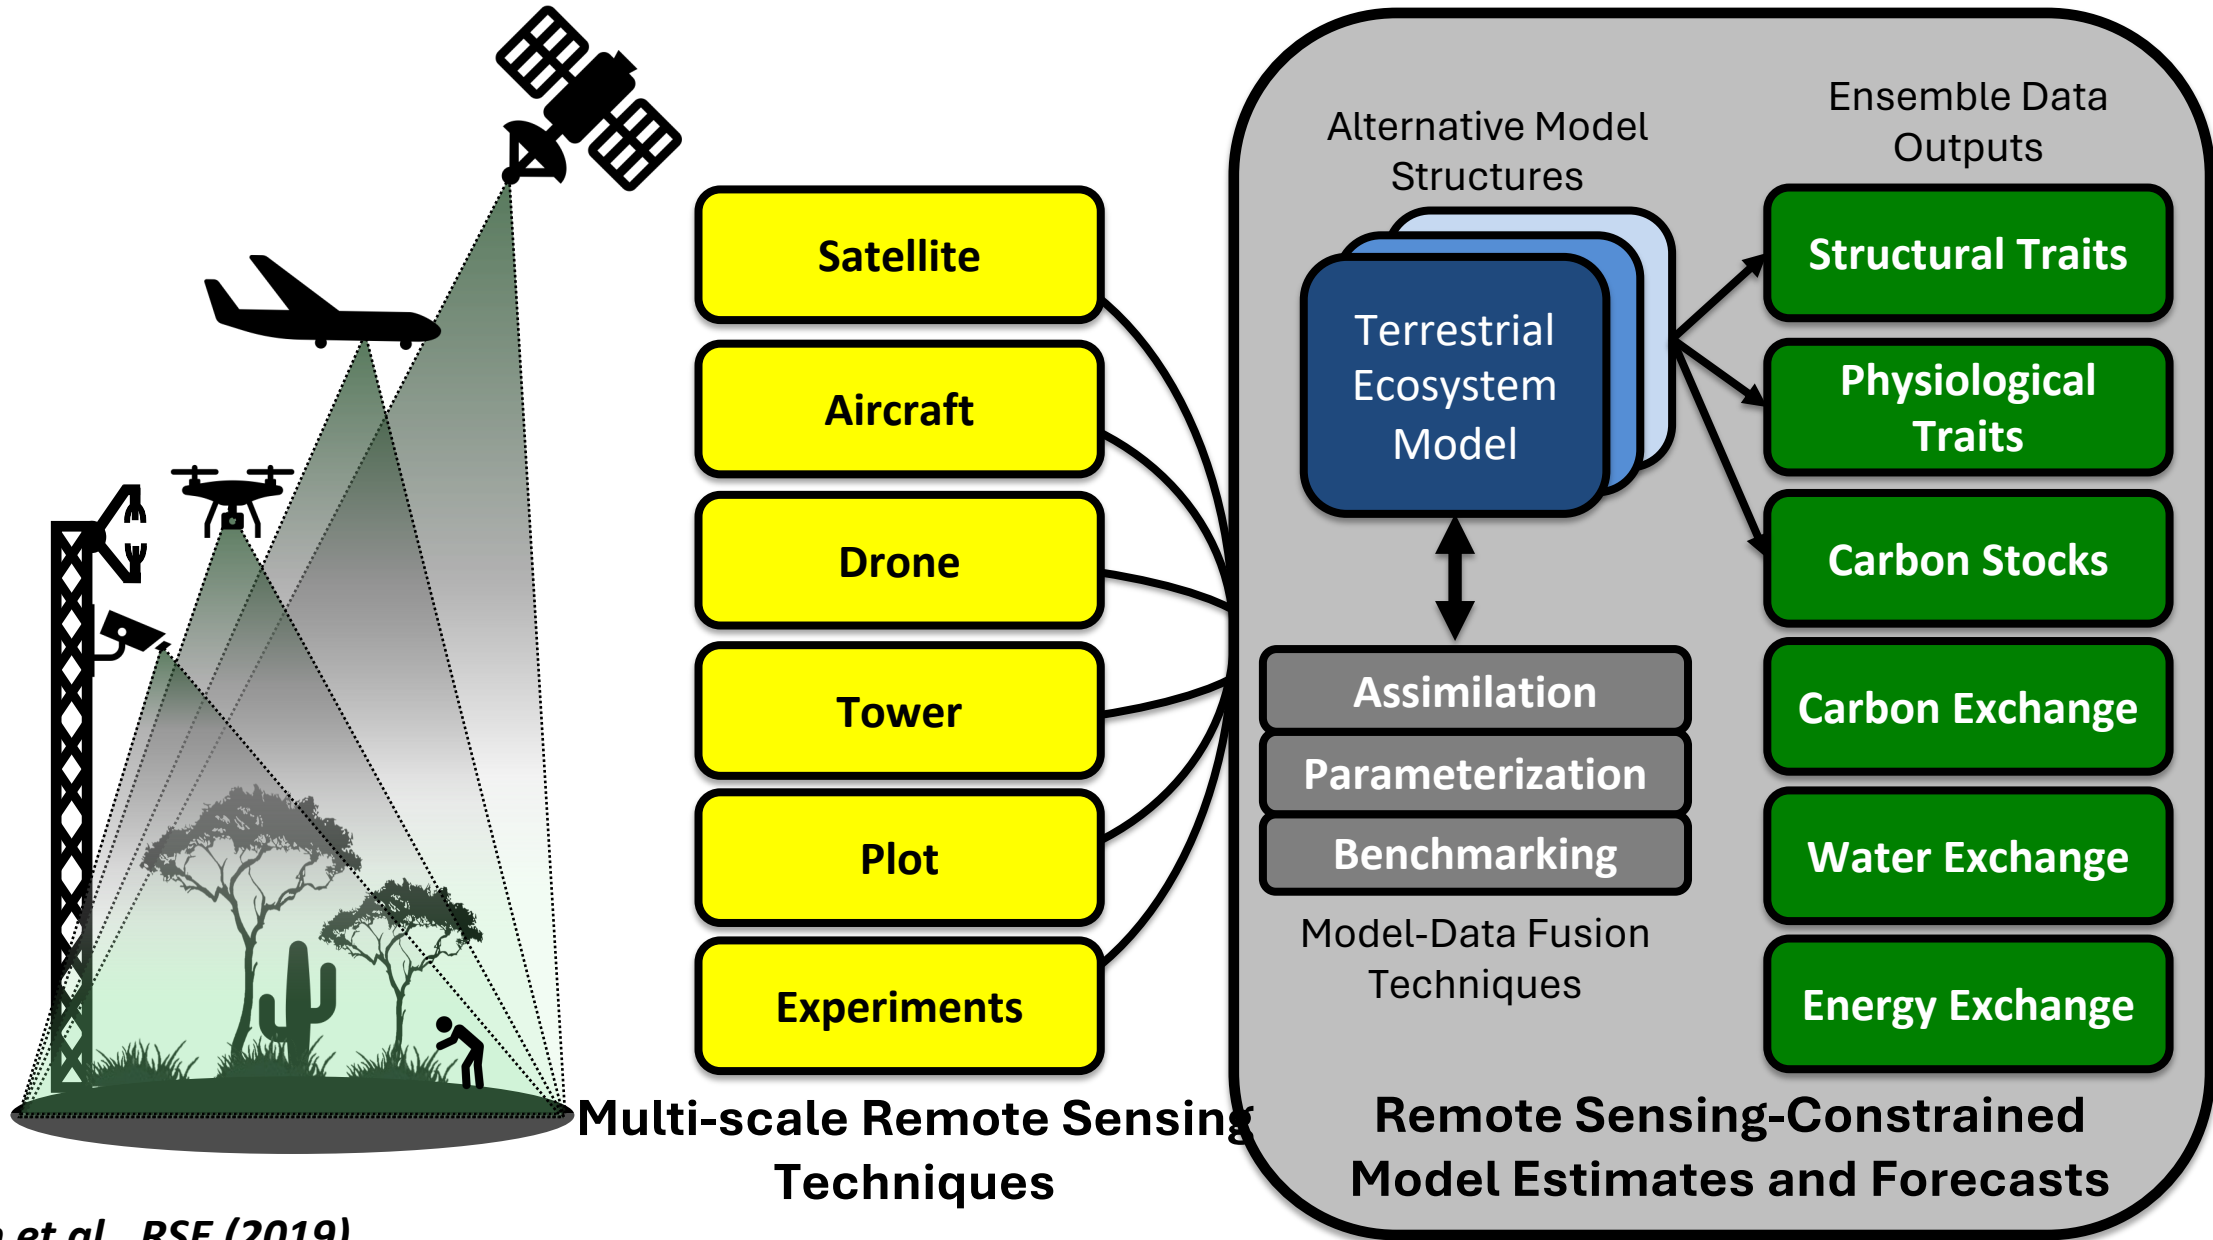 Satellite
Aircraft
Drone
Tower
Plot
Experiments
Multi-scale Remote Sensing
Techniques
Alternative Model
Structures
Terrestrial
Ecosystem
Model
Assimilation
Parameterization
Benchmarking
Model-Data Fusion
Techniques
Ensemble Data
Outputs
Structural Traits
Physiological
Traits
Carbon Stocks
Carbon Exchange
Water Exchange
Energy Exchange
Remote Sensing-Constrained
Model Estimates and Forecasts
et al., RSE (2019)